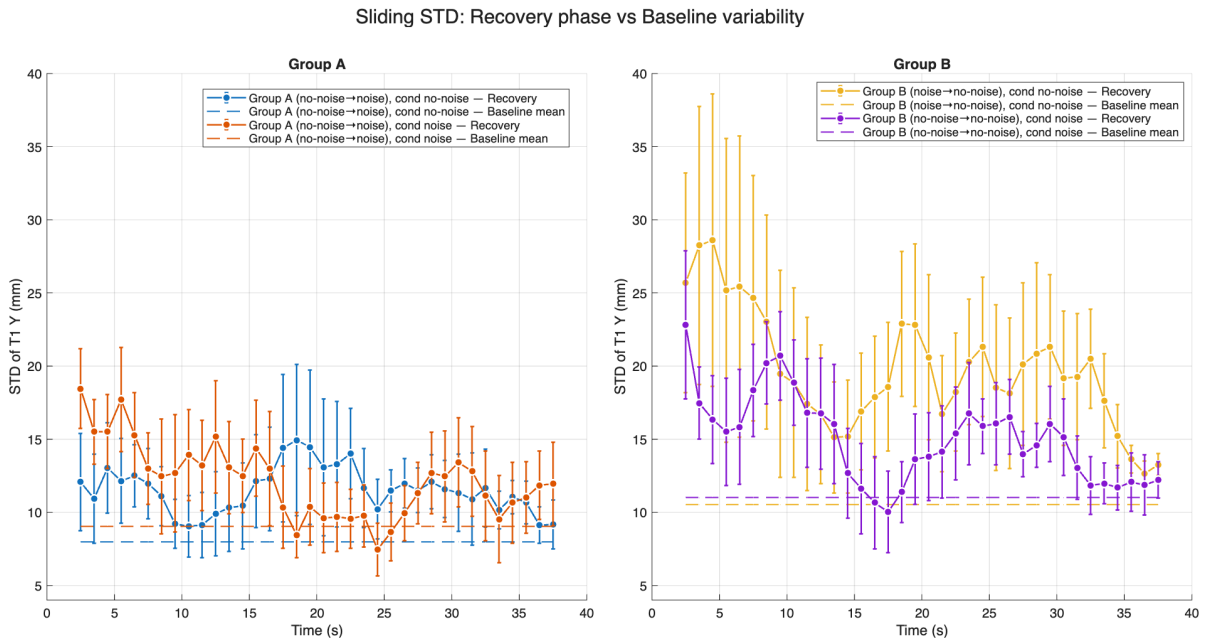 Sliding STD: Recovery phase vs Baseline variability
Group A
STD of T1 Y (mm)
40
35
30
25
20
15
10
5
0
5
10
15
20
25
30
35
40
Time (s)
Group A (no-noise→noise), cond no-noise — Recovery
Group A (no-noise→noise), cond no-noise — Baseline mean
Group A (no-noise→noise), cond noise — Recovery
Group A (no-noise→noise), cond noise — Baseline mean
Group B
STD of T1 Y (mm)
40
35
30
25
20
15
10
5
0
5
10
15
20
25
30
35
40
Time (s)
Group B (noise→no-noise), cond no-noise — Recovery
Group B (noise→no-noise), cond no-noise — Baseline mean
Group B (no-noise→no-noise), cond noise — Recovery
Group B (no-noise→no-noise), cond noise — Baseline mean